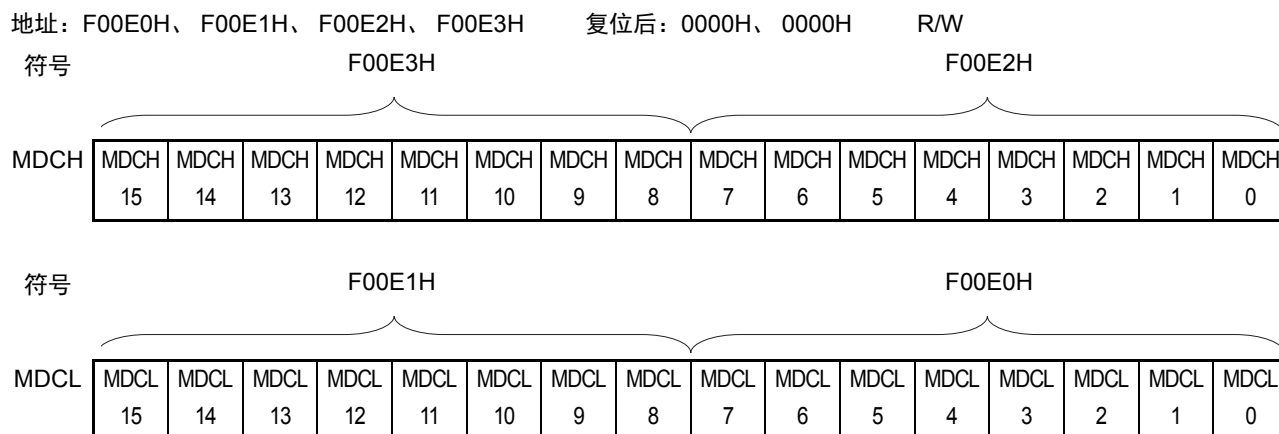 地址：F00E0H、 F00E1H、 F00E2H、 F00E3H 复位后：0000H、 0000H R/W
符号 F00E3H F00E2H
MDCH MDCH MDCH MDCH MDCH MDCH MDCH MDCH MDCH MDCH MDCH MDCH MDCH MDCH MDCH MDCH MDCH
15 14 13 12 11 10 9 8 7 6 5 4 3 2 1 0
符号 F00E1H F00E0H
MDCL MDCL MDCL MDCL MDCL MDCL MDCL MDCL MDCL MDCL MDCL MDCL MDCL MDCL MDCL MDCL MDCL
15 14 13 12 11 10 9 8 7 6 5 4 3 2 1 0